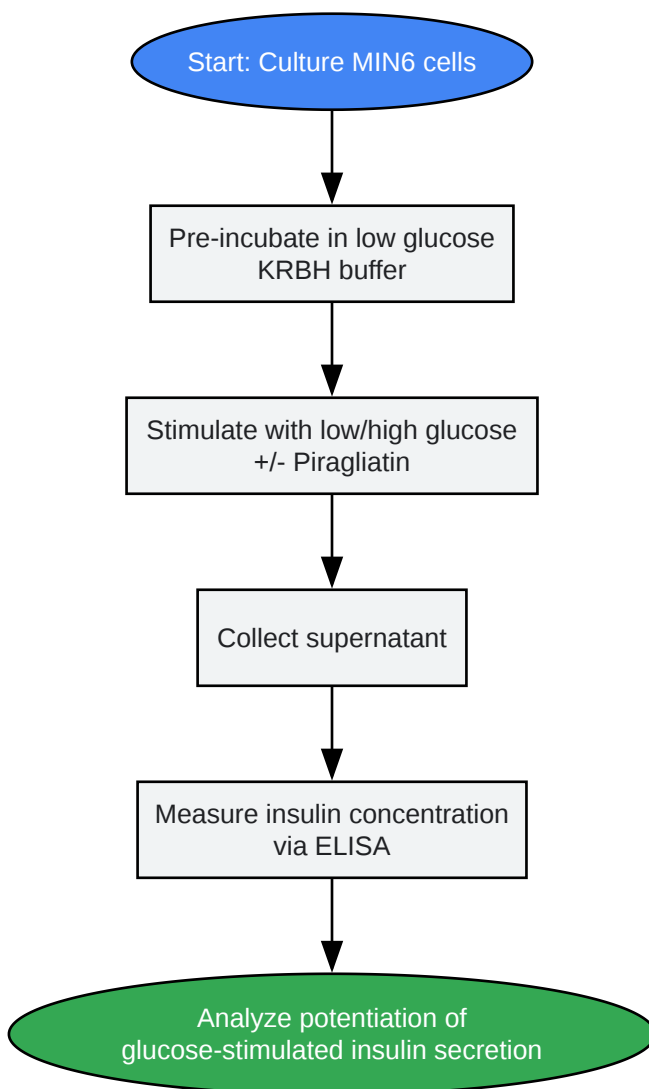 Start: Culture MIN6 cells
Pre-incubate in low glucose
KRBH buffer
Stimulate with low/high glucose
+/- Piragliatin
Collect supernatant
Measure insulin concentration
via ELISA
Analyze potentiation of
glucose-stimulated insulin secretion